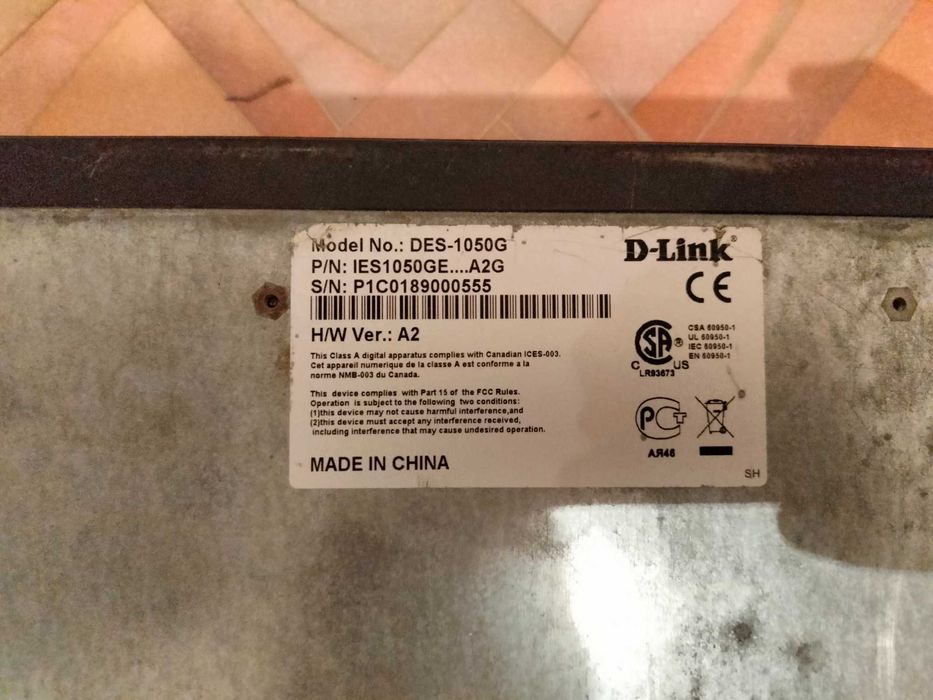 Model No.: DES-1050G
P/N: IES1050GE....A2G
S/N: P1C0189000555
H/W Ver.: A2
This Class A digital apparatus complies with Canadian ICES-003.
Cet appareil numerique de la classe A est conforme a la
norme NMB-003 du Canada.
This device complies with Part 15 of the FCC Rules.
Operation is subject to the following two conditions:
(1)this device may not cause harmful interference,and
(2)this device must accept any interference received,
including interference that may cause undesired operation.
MADE IN CHINA
D-Link®
CE
CSA 60950-1
UL 60950-1
IEC 60950-1
EN 60950-1
SA ®
C US
LR93673
РСТ
АЯ46
SH